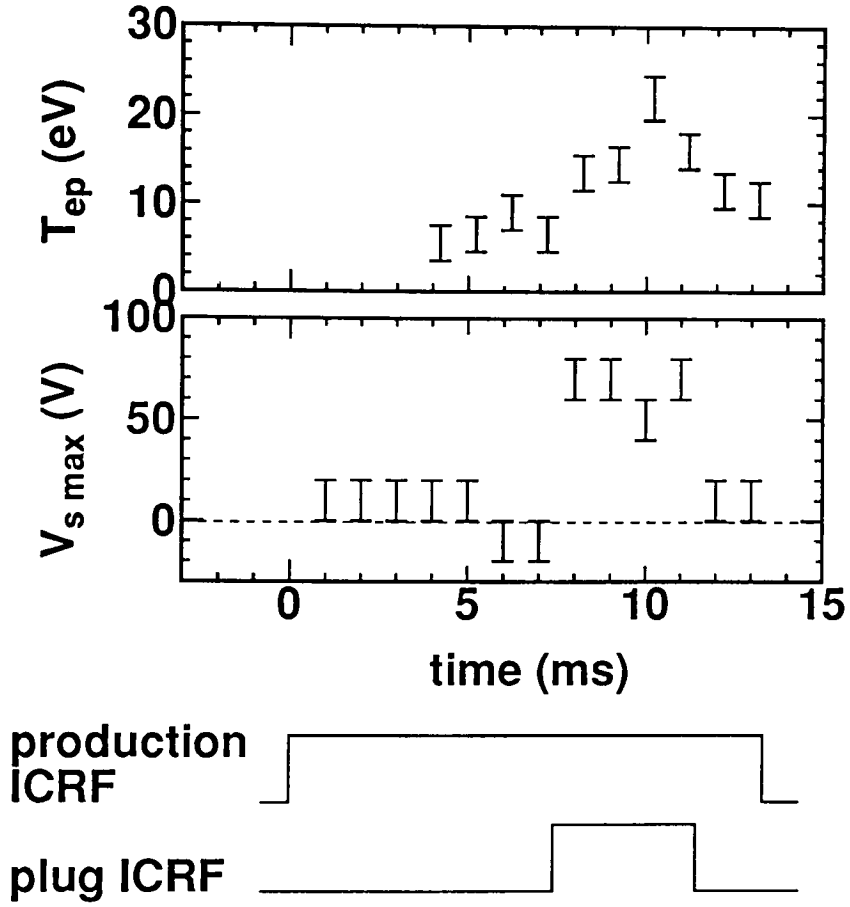 30
20
10
0
T_ep (eV)
100
50
0
V_s max (V)
0 5 10 15
time (ms)
production
ICRF
plug ICRF